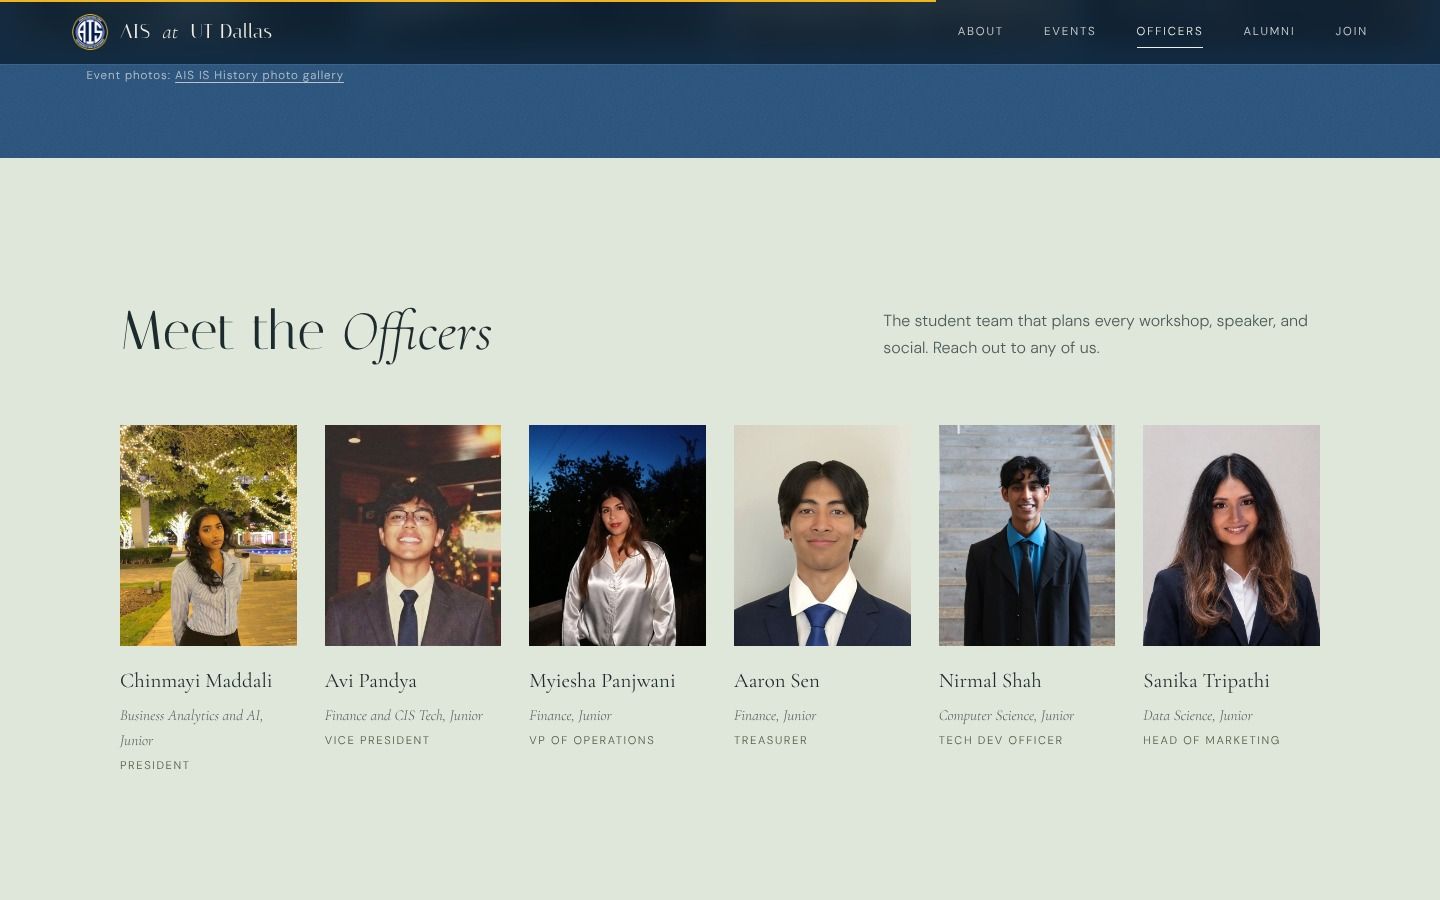 AIS at UT Dallas
ABOUT
EVENTS
OFFICERS
ALUMNI
JOIN
Event photos: AIS IS History photo gallery
Meet the Officers
The student team that plans every workshop, speaker, and
social. Reach out to any of us.
Chinmayi Maddali
Business Analytics and AI,
Junior
PRESIDENT
Avi Pandya
Finance and CIS Tech, Junior
VICE PRESIDENT
Myiesha Panjwani
Finance, Junior
VP OF OPERATIONS
Aaron Sen
Finance, Junior
TREASURER
Nirmal Shah
Computer Science, Junior
TECH DEV OFFICER
Sanika Tripathi
Data Science, Junior
HEAD OF MARKETING